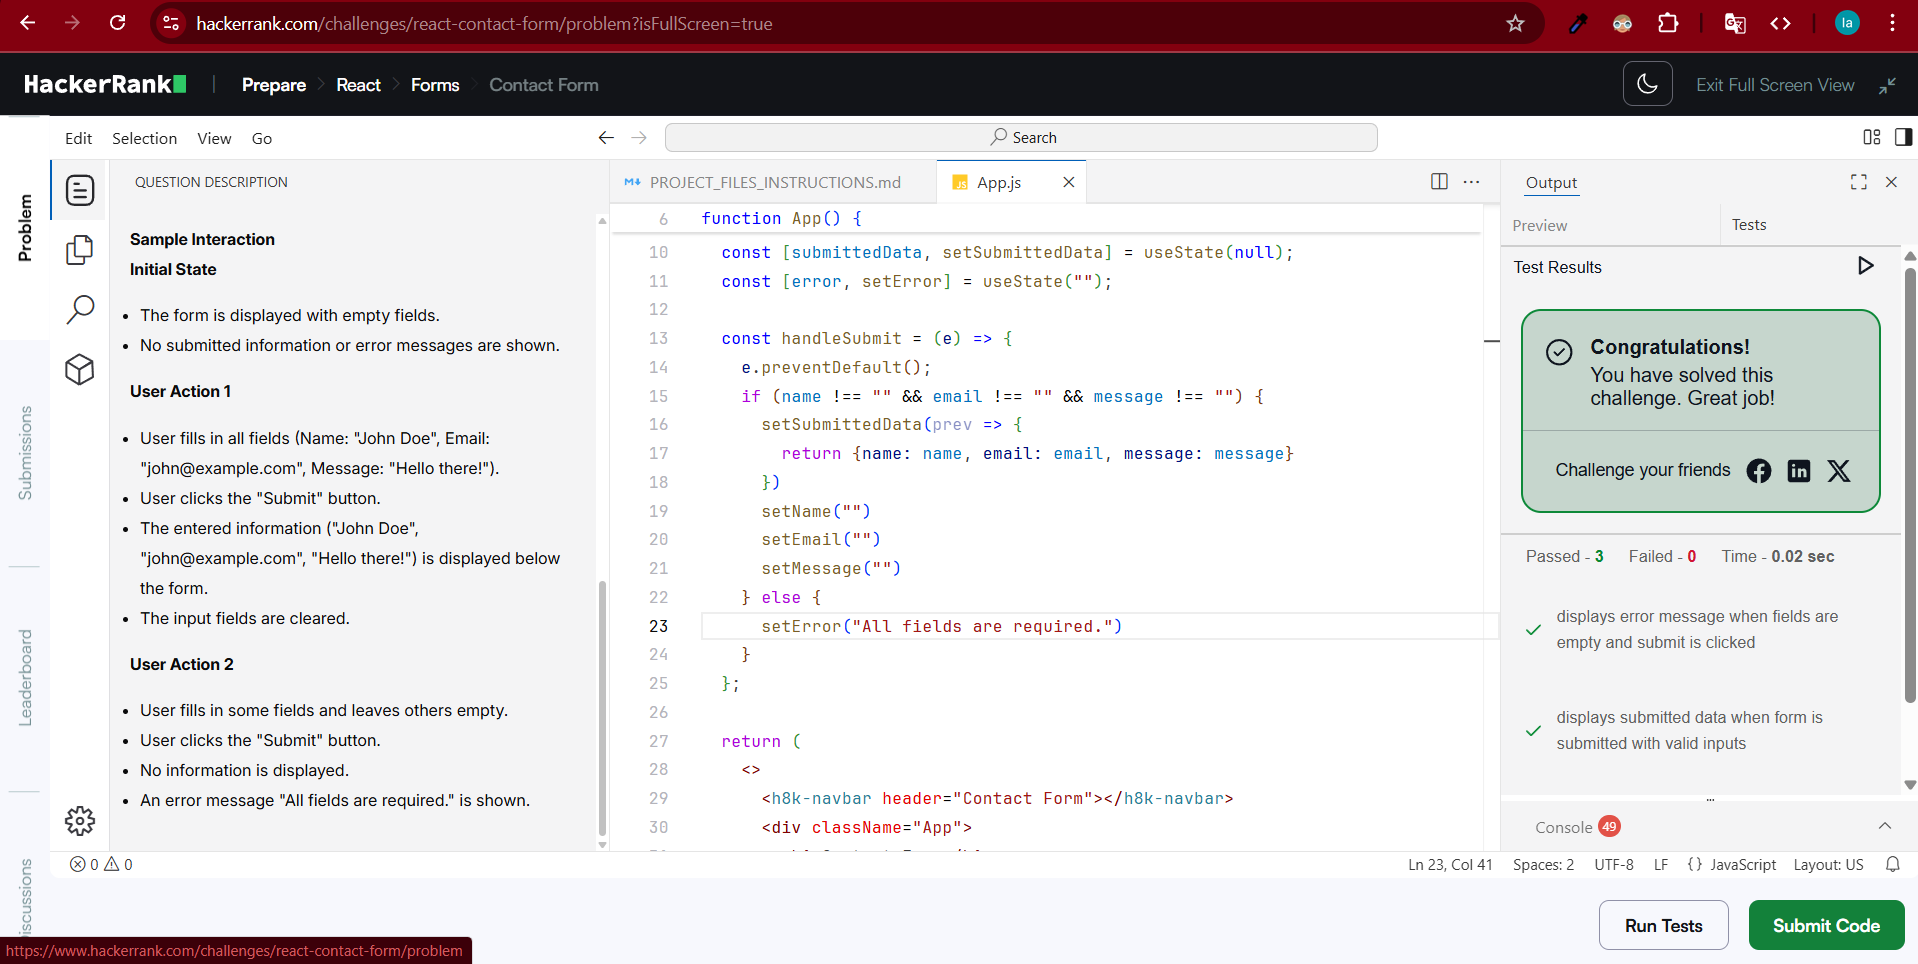 hackerrank.com/challenges/react-contact-form/problem?isFullScreen=true
la
HackerRank
Prepare
React
Forms
Contact Form
Exit Full Screen View
Problem
Submissions
Leaderboard
Edit Selection View Go
Search
QUESTION DESCRIPTION
Sample Interaction
Initial State
• The form is displayed with empty fields.
• No submitted information or error messages are shown.
User Action 1
• User fills in all fields (Name: "John Doe", Email:
"john@example.com", Message: "Hello there!").
• User clicks the "Submit" button.
• The entered information ("John Doe",
"john@example.com", "Hello there!") is displayed below
the form.
• The input fields are cleared.
User Action 2
• User fills in some fields and leaves others empty.
• User clicks the "Submit" button.
• No information is displayed.
• An error message "All fields are required." is shown.
PROJECT_FILES_INSTRUCTIONS.md
JS App.js
6 function App() {
10 const [submittedData, setSubmittedData] = useState(null);
11 const [error, setError] = useState("");
12
13 const handleSubmit = (e) => {
14 e.preventDefault();
15 if (name !== "" && email !== "" && message !== "") {
16 setSubmittedData(prev => {
17 return {name: name, email: email, message: message}
18 })
19 setName("")
20 setEmail("")
21 setMessage("")
22 } else {
23 setError("All fields are required.")
24 }
25 };
26
27 return (
28 <>
29 <h8k-navbar header="Contact Form"></h8k-navbar>
30 <div className="App">
Output
Preview
Tests
Test Results
Congratulations!
You have solved this
challenge. Great job!
Challenge your friends
Passed - 3 Failed - 0 Time - 0.02 sec
displays error message when fields are
empty and submit is clicked
displays submitted data when form is
submitted with valid inputs
Console 49
0 0
Ln 23, Col 41 Spaces: 2 UTF-8 LF {} JavaScript Layout: US
Run Tests
Submit Code
https://www.hackerrank.com/challenges/react-contact-form/problem